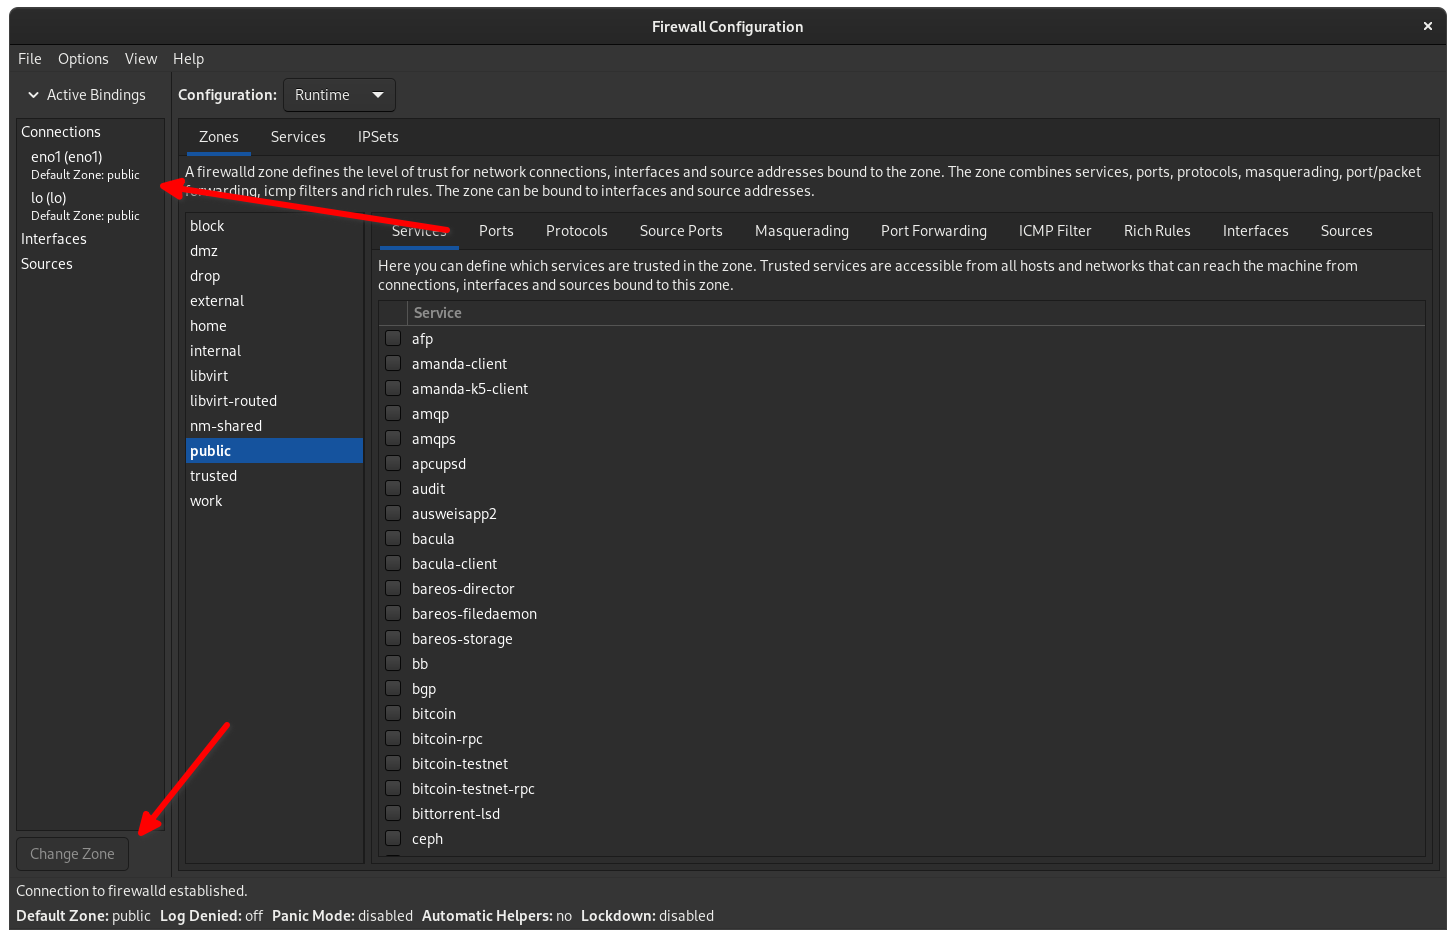 Firewall Configuration
File Options View Help
Active Bindings
Configuration: Runtime
Connections
eno1 (eno1)
Default Zone: public
lo (lo)
Default Zone: public
Interfaces
Sources
Change Zone
Zones Services IPSets
A firewalld zone defines the level of trust for network connections, interfaces and source addresses bound to the zone. The zone combines services, ports, protocols, masquerading, port/packet
forwarding, icmp filters and rich rules. The zone can be bound to interfaces and source addresses.
block
dmz
drop
external
home
internal
libvirt
libvirt-routed
nm-shared
public
trusted
work
Services Ports Protocols Source Ports Masquerading Port Forwarding ICMP Filter Rich Rules Interfaces Sources
Here you can define which services are trusted in the zone. Trusted services are accessible from all hosts and networks that can reach the machine from
connections, interfaces and sources bound to this zone.
Service
afp
amanda-client
amanda-k5-client
amqp
amqps
apcupsd
audit
ausweisapp2
bacula
bacula-client
bareos-director
bareos-filedaemon
bareos-storage
bb
bgp
bitcoin
bitcoin-rpc
bitcoin-testnet
bitcoin-testnet-rpc
bittorrent-lsd
ceph
Connection to firewalld established.
Default Zone: public Log Denied: off Panic Mode: disabled Automatic Helpers: no Lockdown: disabled